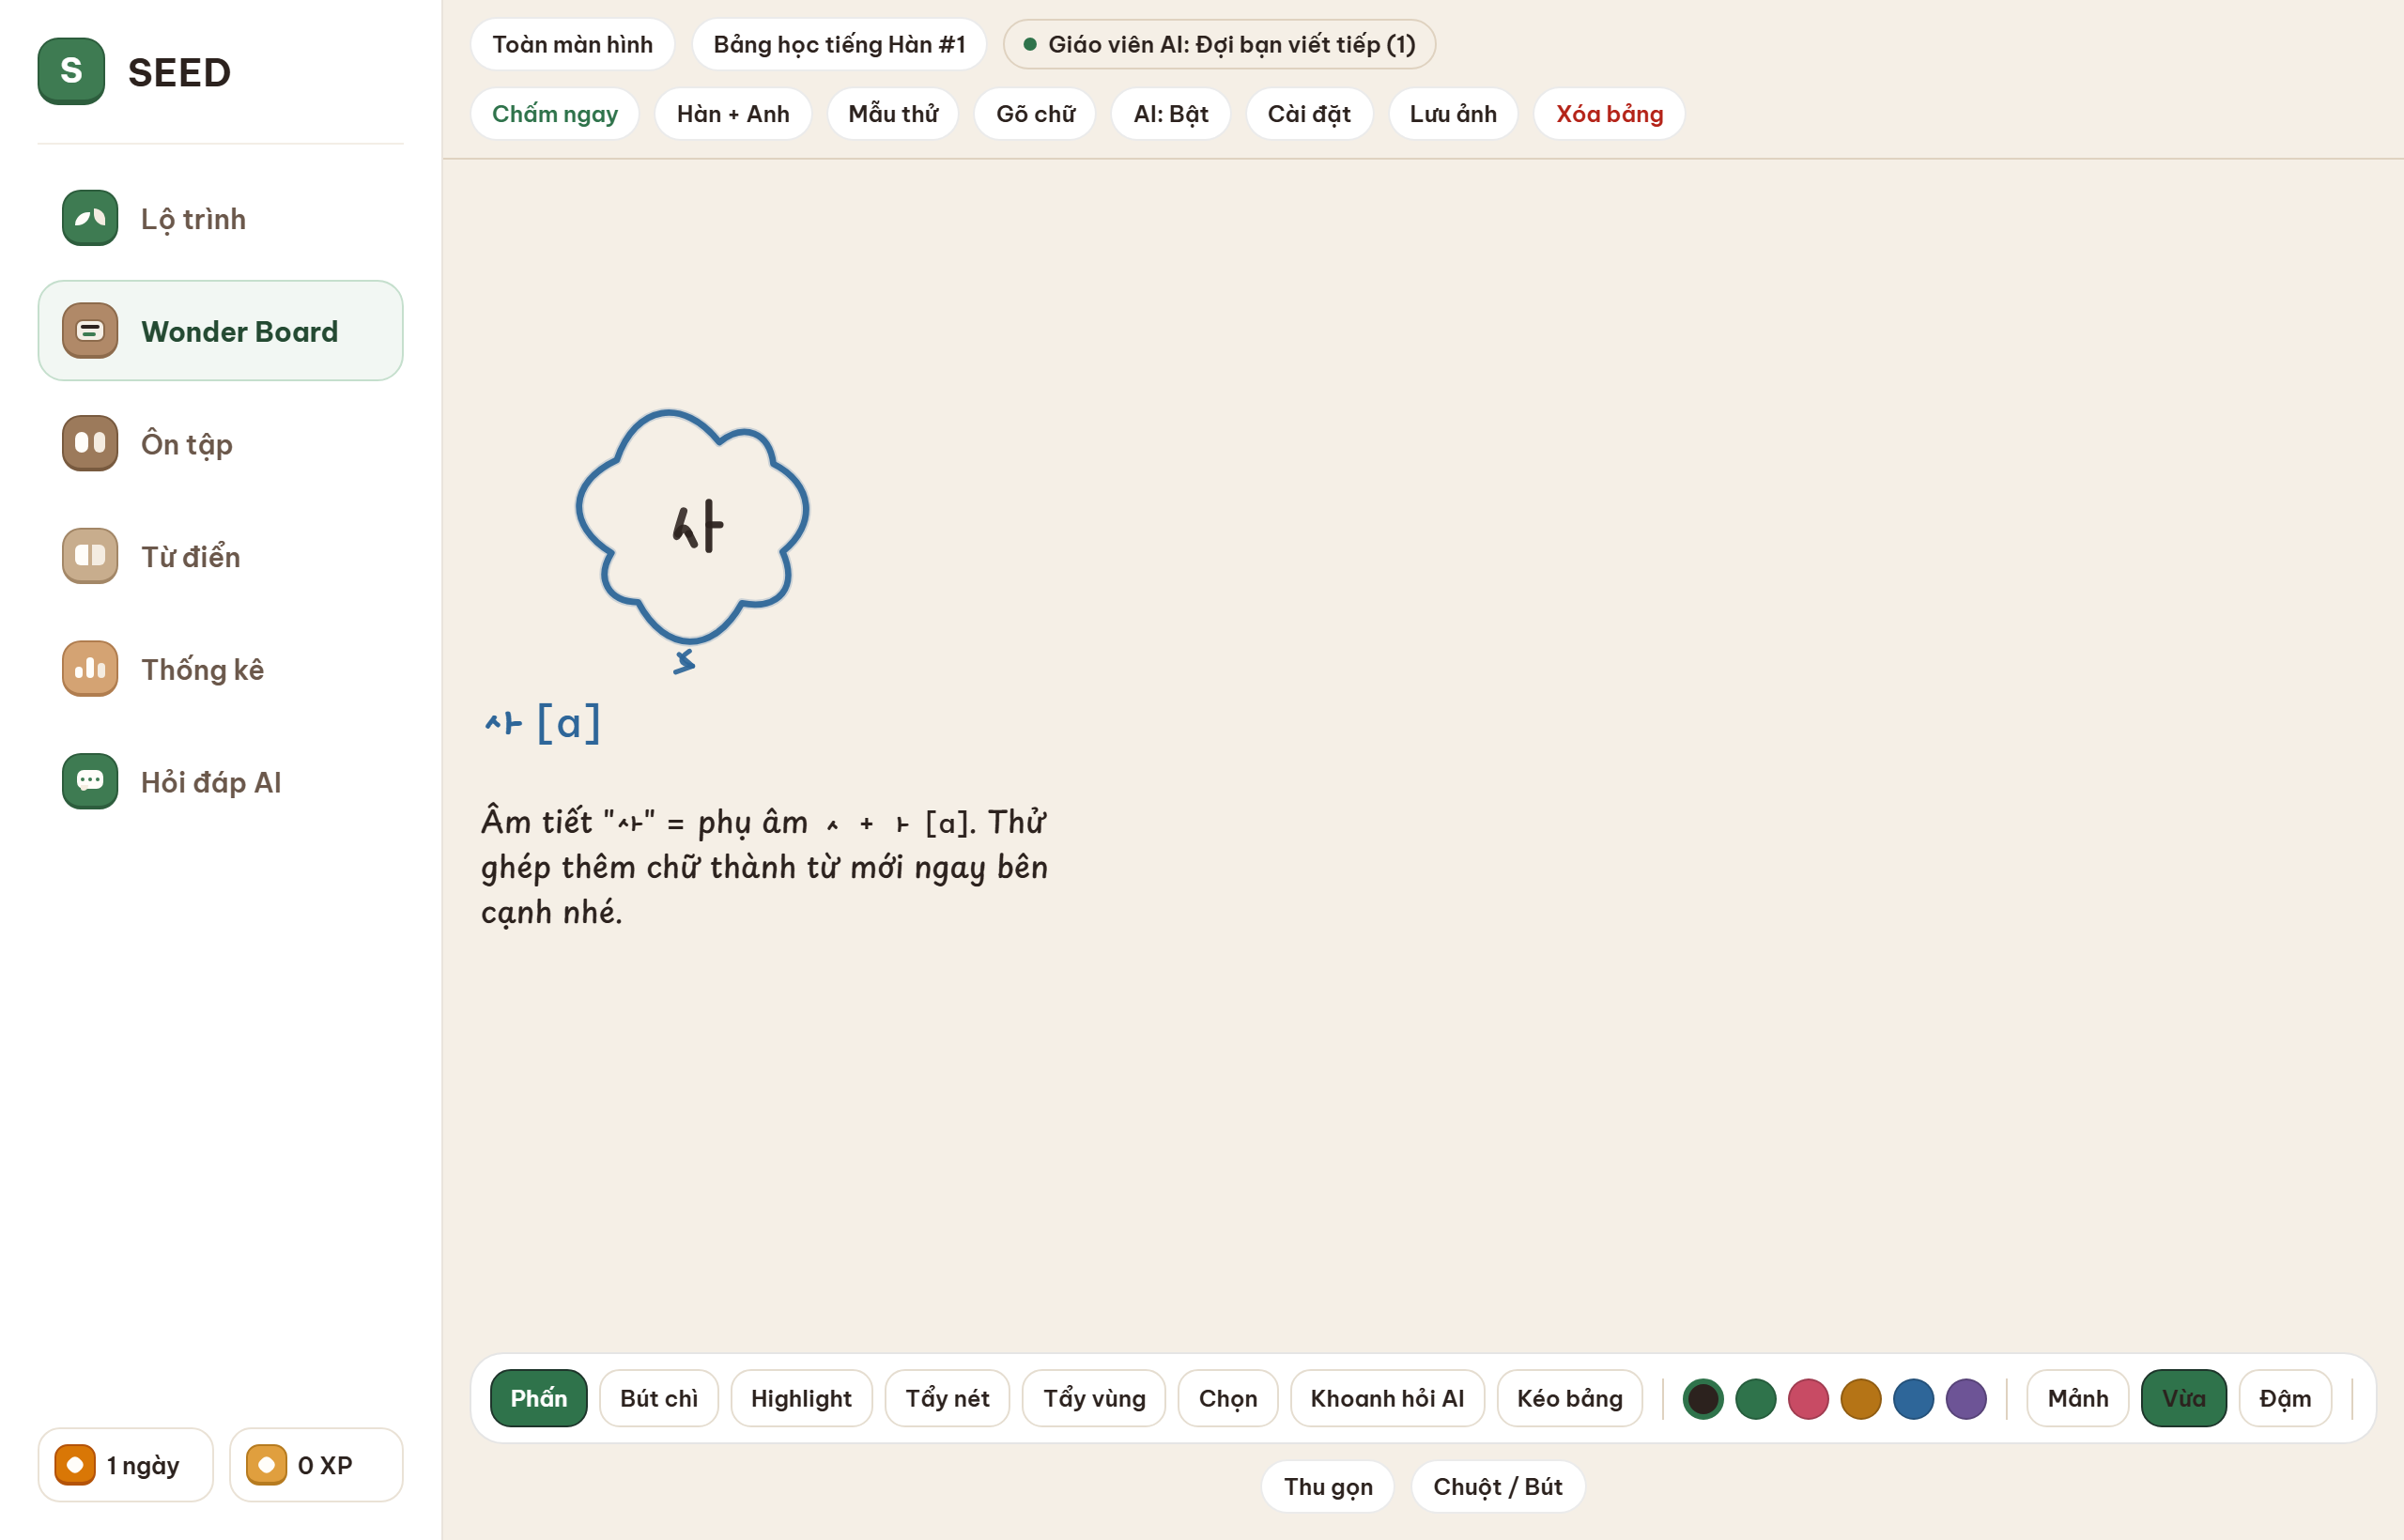 S SEED
Lộ trình
Wonder Board
Ôn tập
Từ điển
Thống kê
Hỏi đáp AI
1 ngày 0 XP
Toàn màn hình Bảng học tiếng Hàn #1 Giáo viên AI: Đợi bạn viết tiếp (1)
Chấm ngay Hàn + Anh Mẫu thử Gõ chữ AI: Bật Cài đặt Lưu ảnh Xóa bảng
사
사 [a]
Âm tiết "사" = phụ âm ㅅ + ㅏ [a]. Thử
ghép thêm chữ thành từ mới ngay bên
cạnh nhé.
Phấn Bút chì Highlight Tẩy nét Tẩy vùng Chọn Khoanh hỏi AI Kéo bảng Mảnh Vừa Đậm
Thu gọn Chuột / Bút